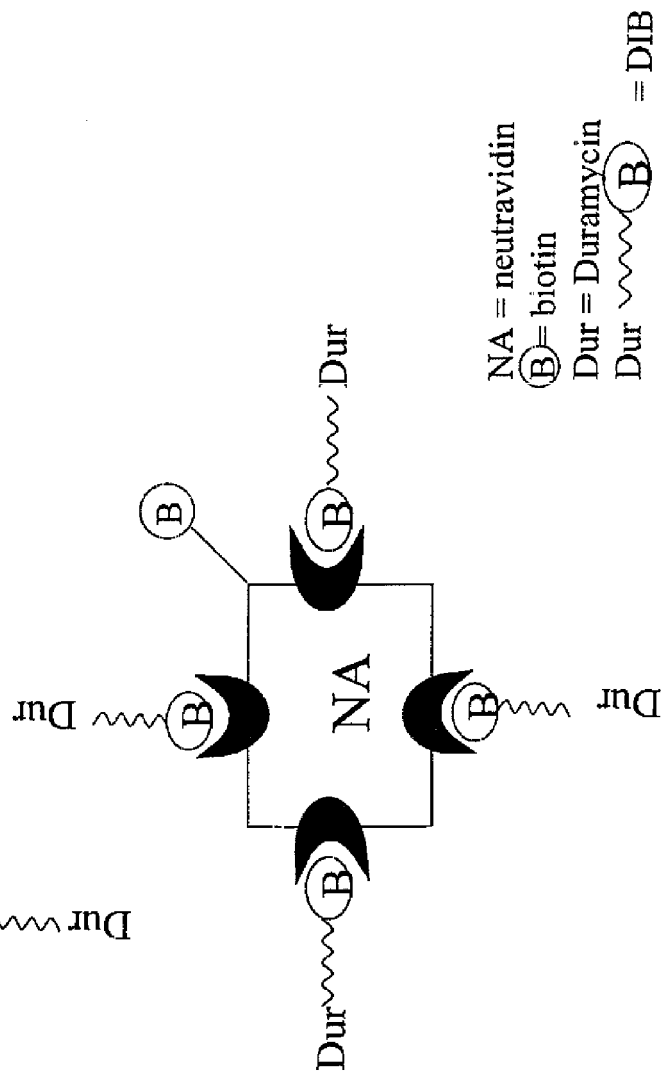 B
Dur
Dur
B
B
Dur
NA
Dur
B
B
Dur
Dur
NA = neutravidin
B = biotin
Dur = Duramycin
Dur B = DIB